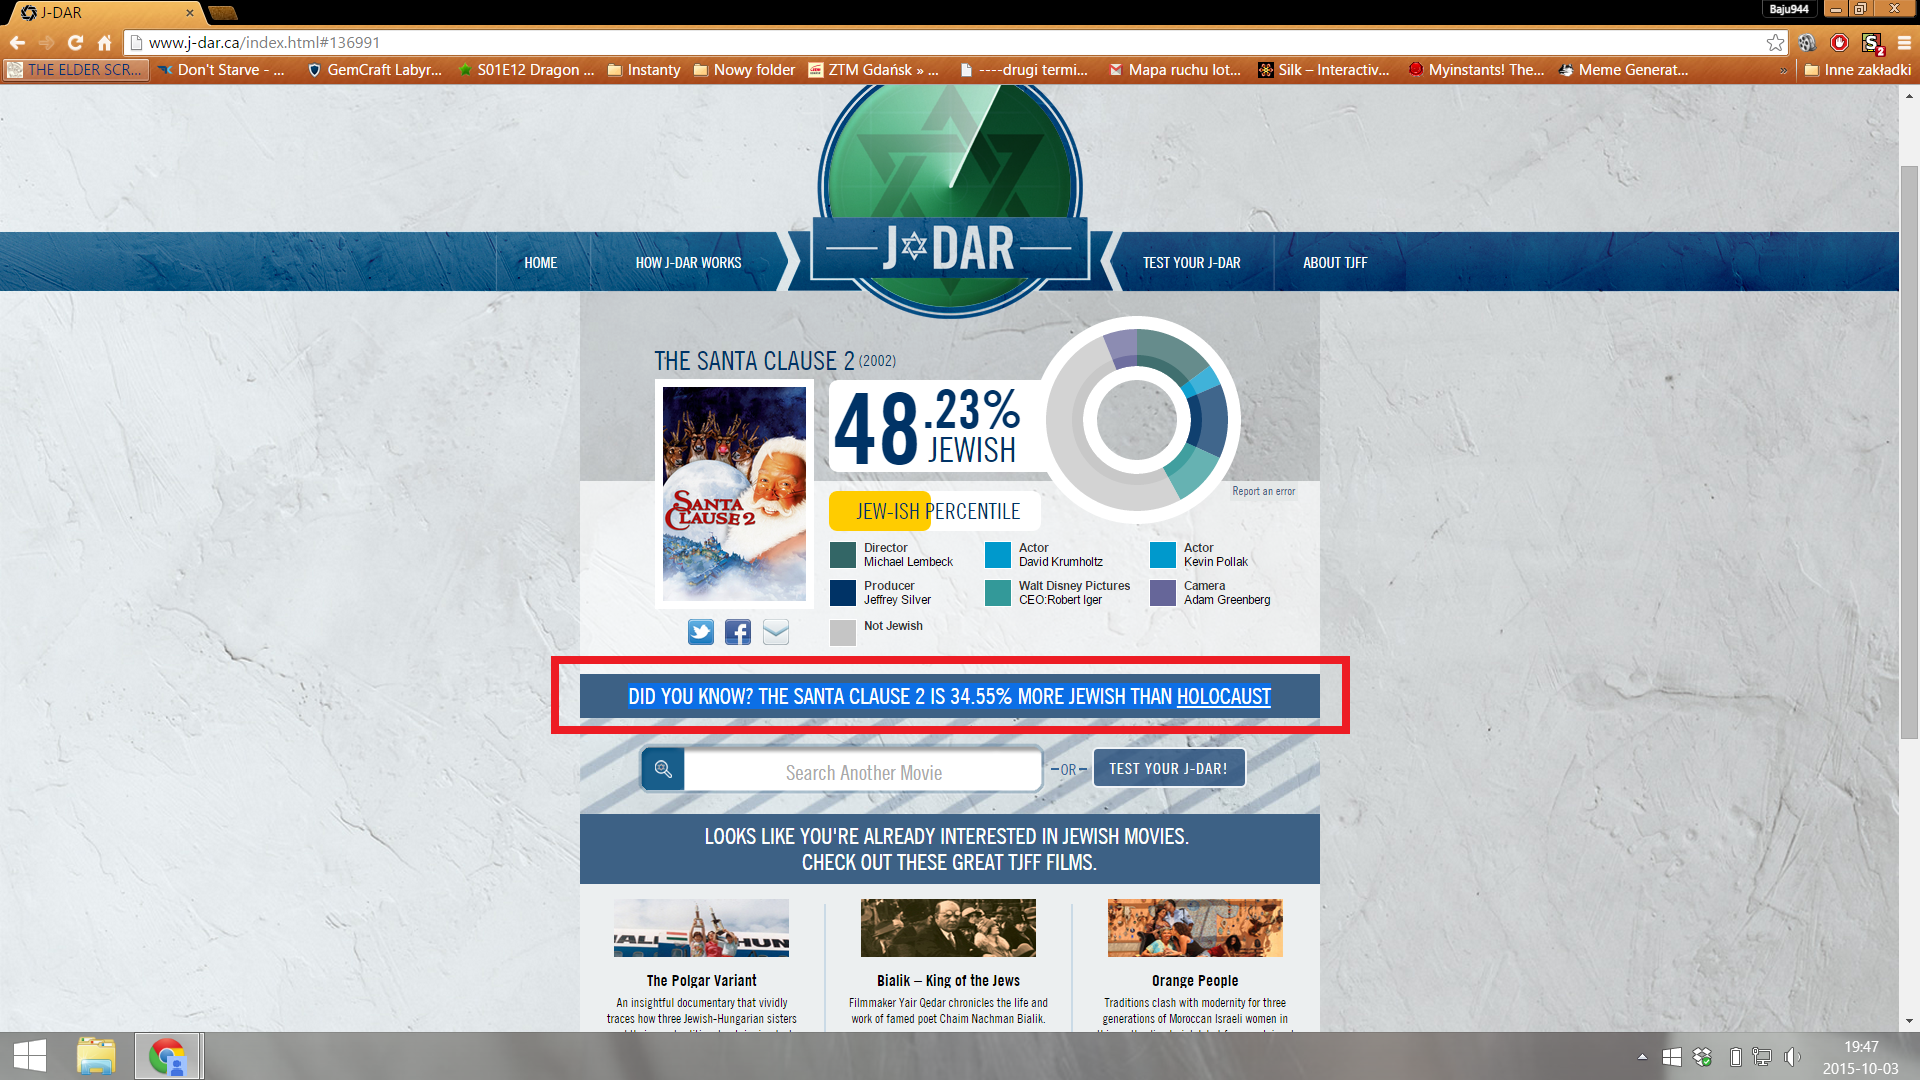 J-DAR
Baju944
www.j-dar.ca/index.html#136991
THE ELDER SCR...
Don't Starve - ...
GemCraft Labyr...
S01E12 Dragon ...
Instanty
Nowy folder
ZTM Gdańsk » ...
----drugi termi...
Mapa ruchu lot...
Silk – Interactiv...
Myinstants! The...
Meme Generat...
»
Inne zakładki
HOME
HOW J-DAR WORKS
J DAR
TEST YOUR J-DAR
ABOUT TJFF
THE SANTA CLAUSE 2 (2002)
SANTA
CLAUSE 2
48.23%
JEWISH
Report an error
JEW-ISH PERCENTILE
Director
Michael Lembeck
Actor
David Krumholtz
Actor
Kevin Pollak
Producer
Jeffrey Silver
Walt Disney Pictures
CEO:Robert Iger
Camera
Adam Greenberg
Not Jewish
DID YOU KNOW? THE SANTA CLAUSE 2 IS 34.55% MORE JEWISH THAN HOLOCAUST
Search Another Movie
-OR-
TEST YOUR J-DAR!
LOOKS LIKE YOU'RE ALREADY INTERESTED IN JEWISH MOVIES.
CHECK OUT THESE GREAT TJFF FILMS.
The Polgar Variant
An insightful documentary that vividly
traces how three Jewish-Hungarian sisters
Bialik – King of the Jews
Filmmaker Yair Qedar chronicles the life and
work of famed poet Chaim Nachman Bialik.
Orange People
Traditions clash with modernity for three
generations of Moroccan Israeli women in
19:47
2015-10-03